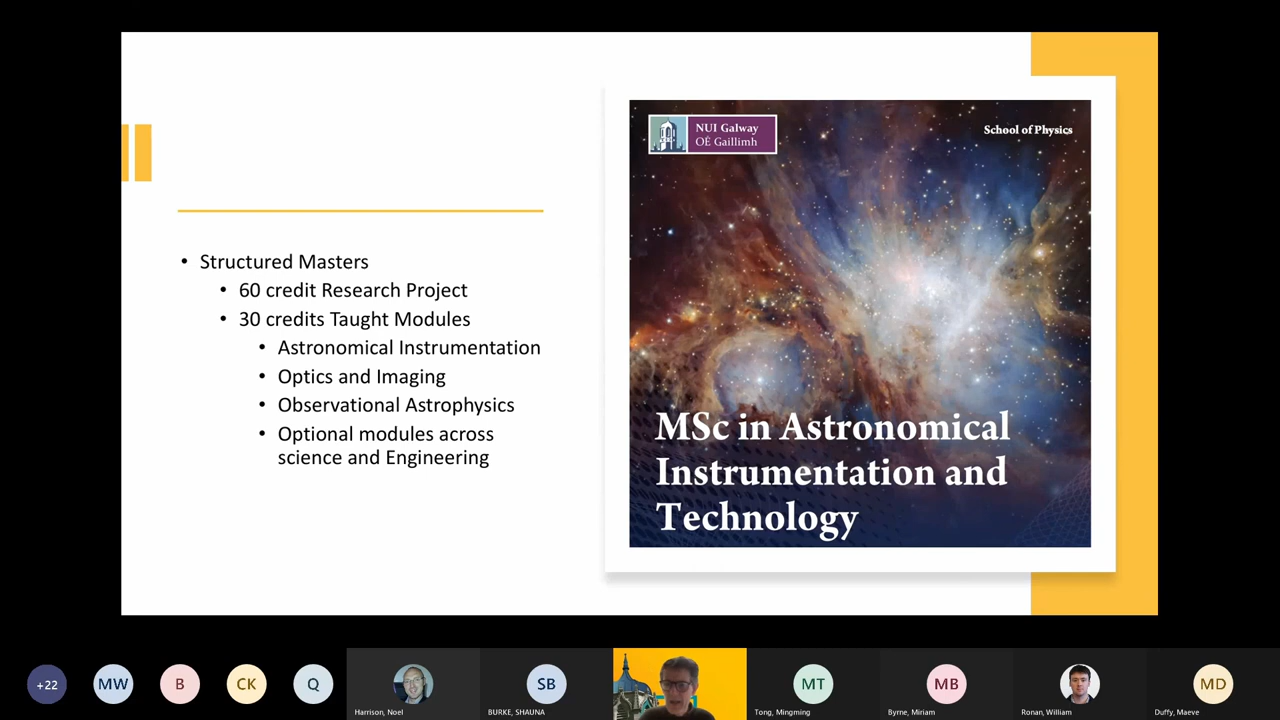 Structured Masters
60 credit Research Project
30 credits Taught Modules
Astronomical Instrumentation
Optics and Imaging
Observational Astrophysics
Optional modules across
science and Engineering
NUI Galway
OÉ Gaillimh
School of Physics
MSc in Astronomical
Instrumentation and
Technology
+22
MW
B
CK
Q
Harrison, Noel
SB
BURKE, SHAUNA
MT
Tong, Mingming
MB
Byrne, Miriam
Ronan, William
MD
Duffy, Maeve